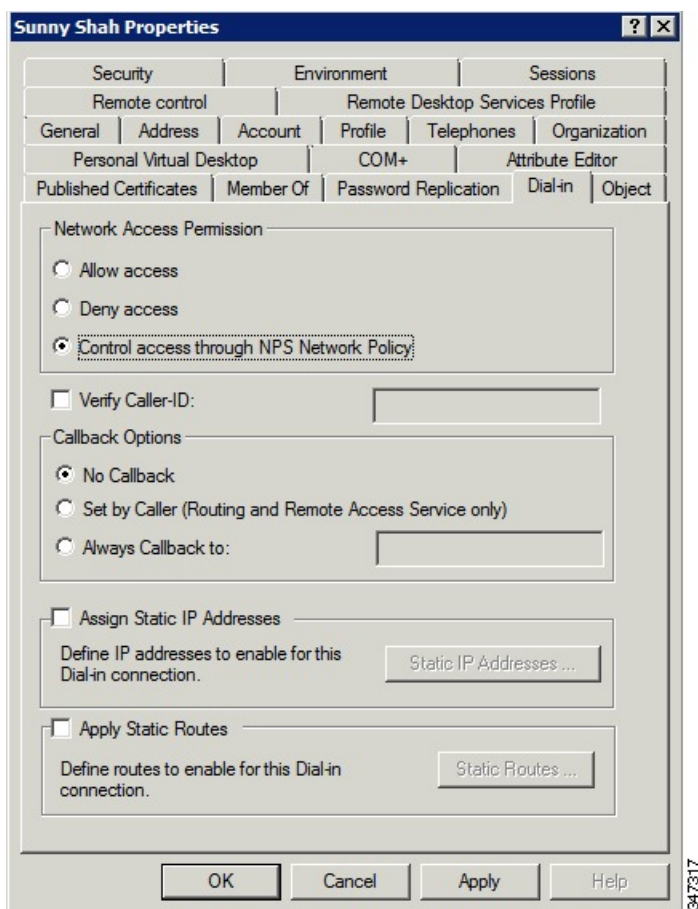 Sunny Shah Properties
Security Environment Sessions
Remote control Remote Desktop Services Profile
General Address Account Profile Telephones Organization
Personal Virtual Desktop COM+ Attribute Editor
Published Certificates Member Of Password Replication Dial-in Object
Network Access Permission
Allow access
Deny access
Control access through NPS Network Policy
Verify Caller-ID:
Callback Options
No Callback
Set by Caller (Routing and Remote Access Service only)
Always Callback to:
Assign Static IP Addresses
Define IP addresses to enable for this
Dial-in connection.
Static IP Addresses ...
Apply Static Routes
Define routes to enable for this Dial-in
connection.
Static Routes ...
OK Cancel Apply Help
347317